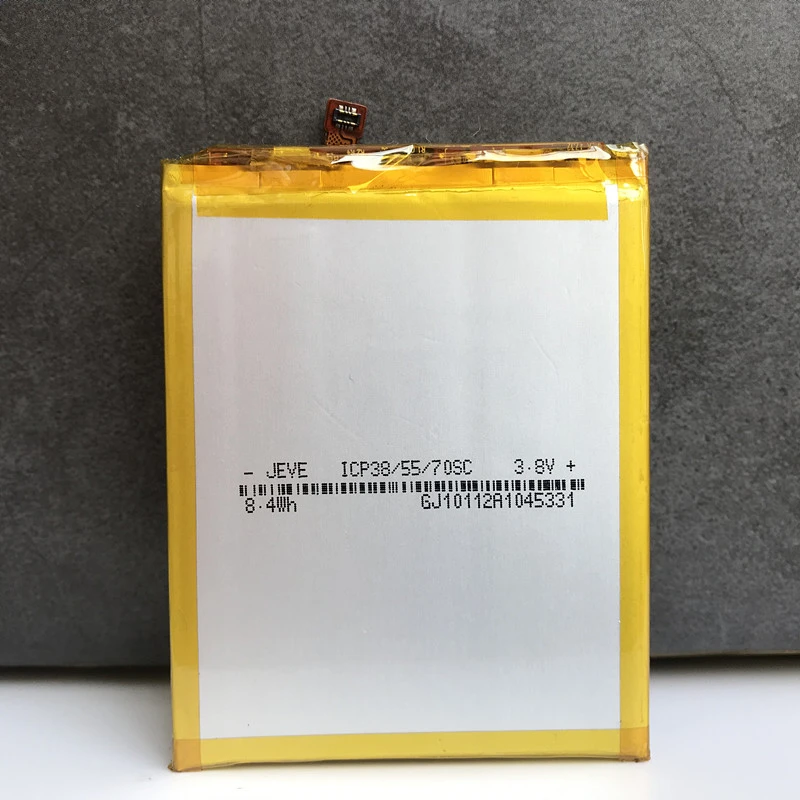 - JEVE ICP38/55/70SC 3.8V +
8.4Wh GJ10112A1045331